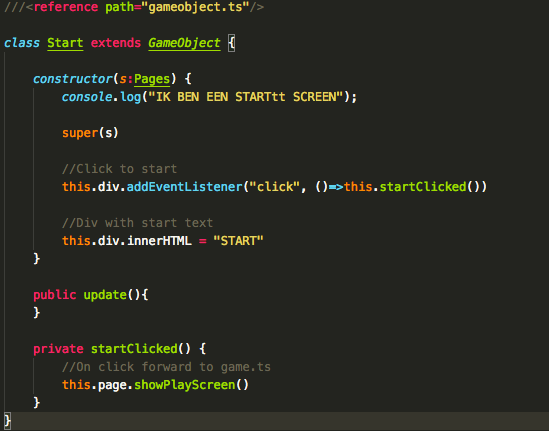 ///<reference path="gameobject.ts"/>
class Start extends GameObject {
constructor(s:Pages) {
console.log("IK BEN EEN STARTtt SCREEN");
super(s)
//Click to start
this.div.addEventListener("click", ()=>this.startClicked())
//Div with start text
this.div.innerHTML = "START"
}
public update(){
}
private startClicked() {
//On click forward to game.ts
this.page.showPlayScreen()
}
}